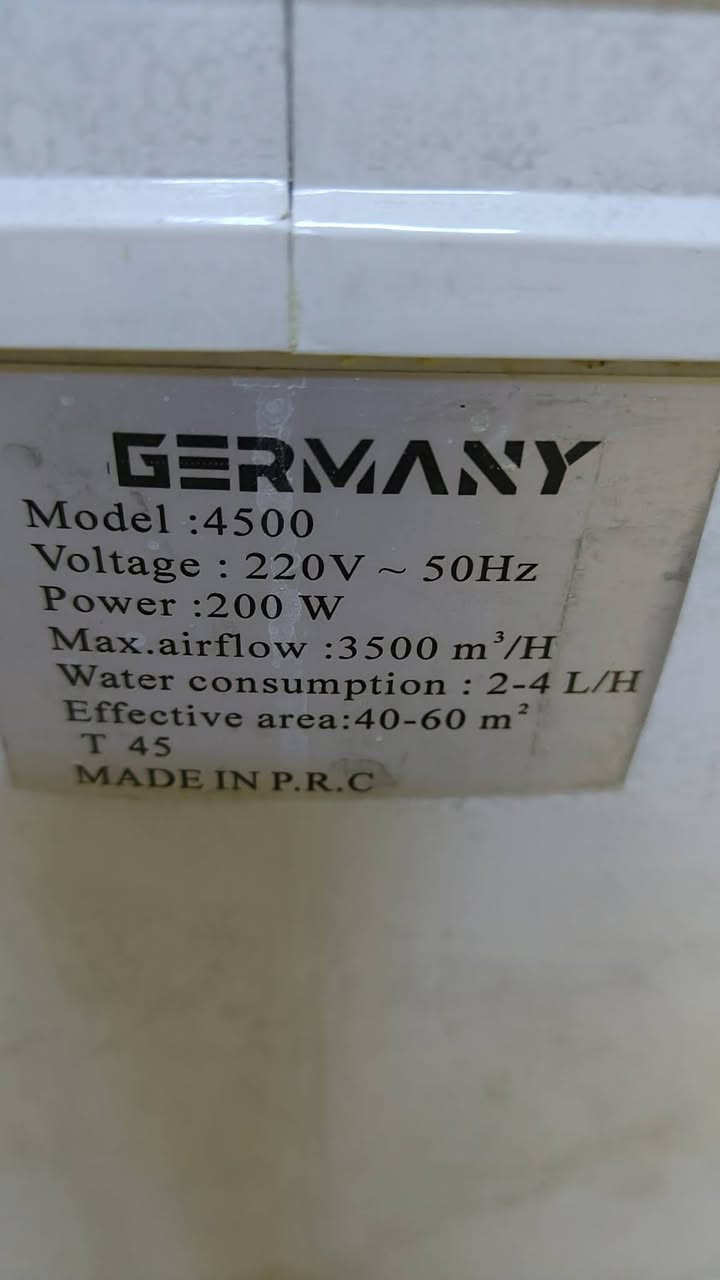 GERMANY
Model :4500
Voltage : 220V ~ 50Hz
Power :200 W
Max.airflow :3500 m³/H
Water consumption : 2-4 L/H
Effective area:40-60 m²
T 45
MADE IN P.R.C